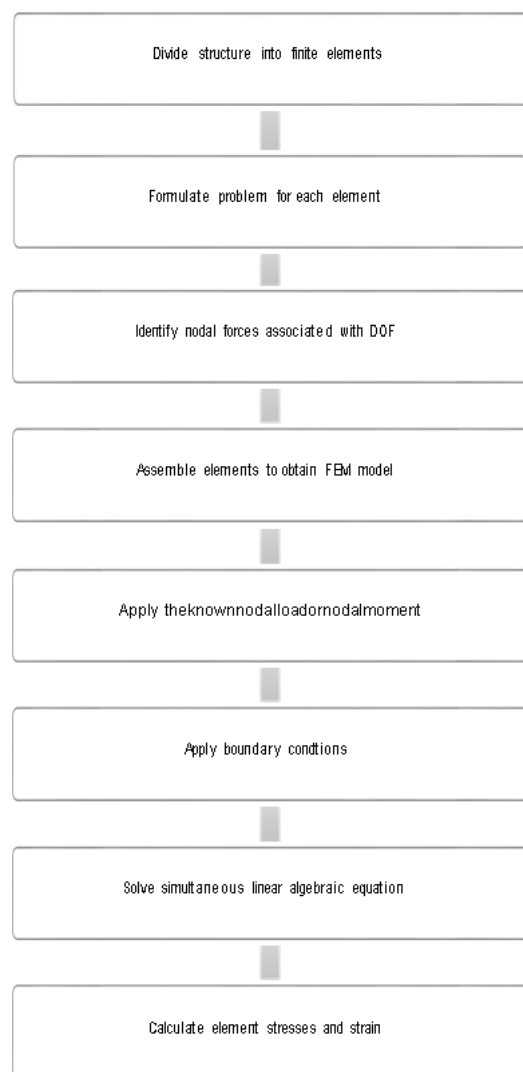 Divide structure into finite elements
Formulate problem for each element
Identify nodal forces associated with DOF
Assemble elements to obtain FEM model
Apply theknownnodalloadornodalmoment
Apply boundary condtions
Solve simultaneous linear algebraic equation
Calculate element stresses and strain